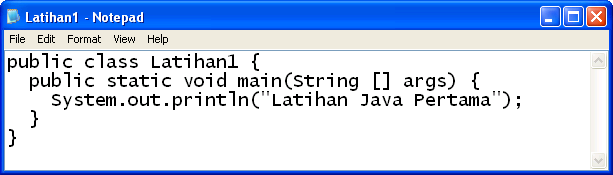 Latihan1 - Notepad
File Edit Format View Help
public class Latihan1 {
  public static void main(String [] args) {
    System.out.println("Latihan Java Pertama");
  }
}